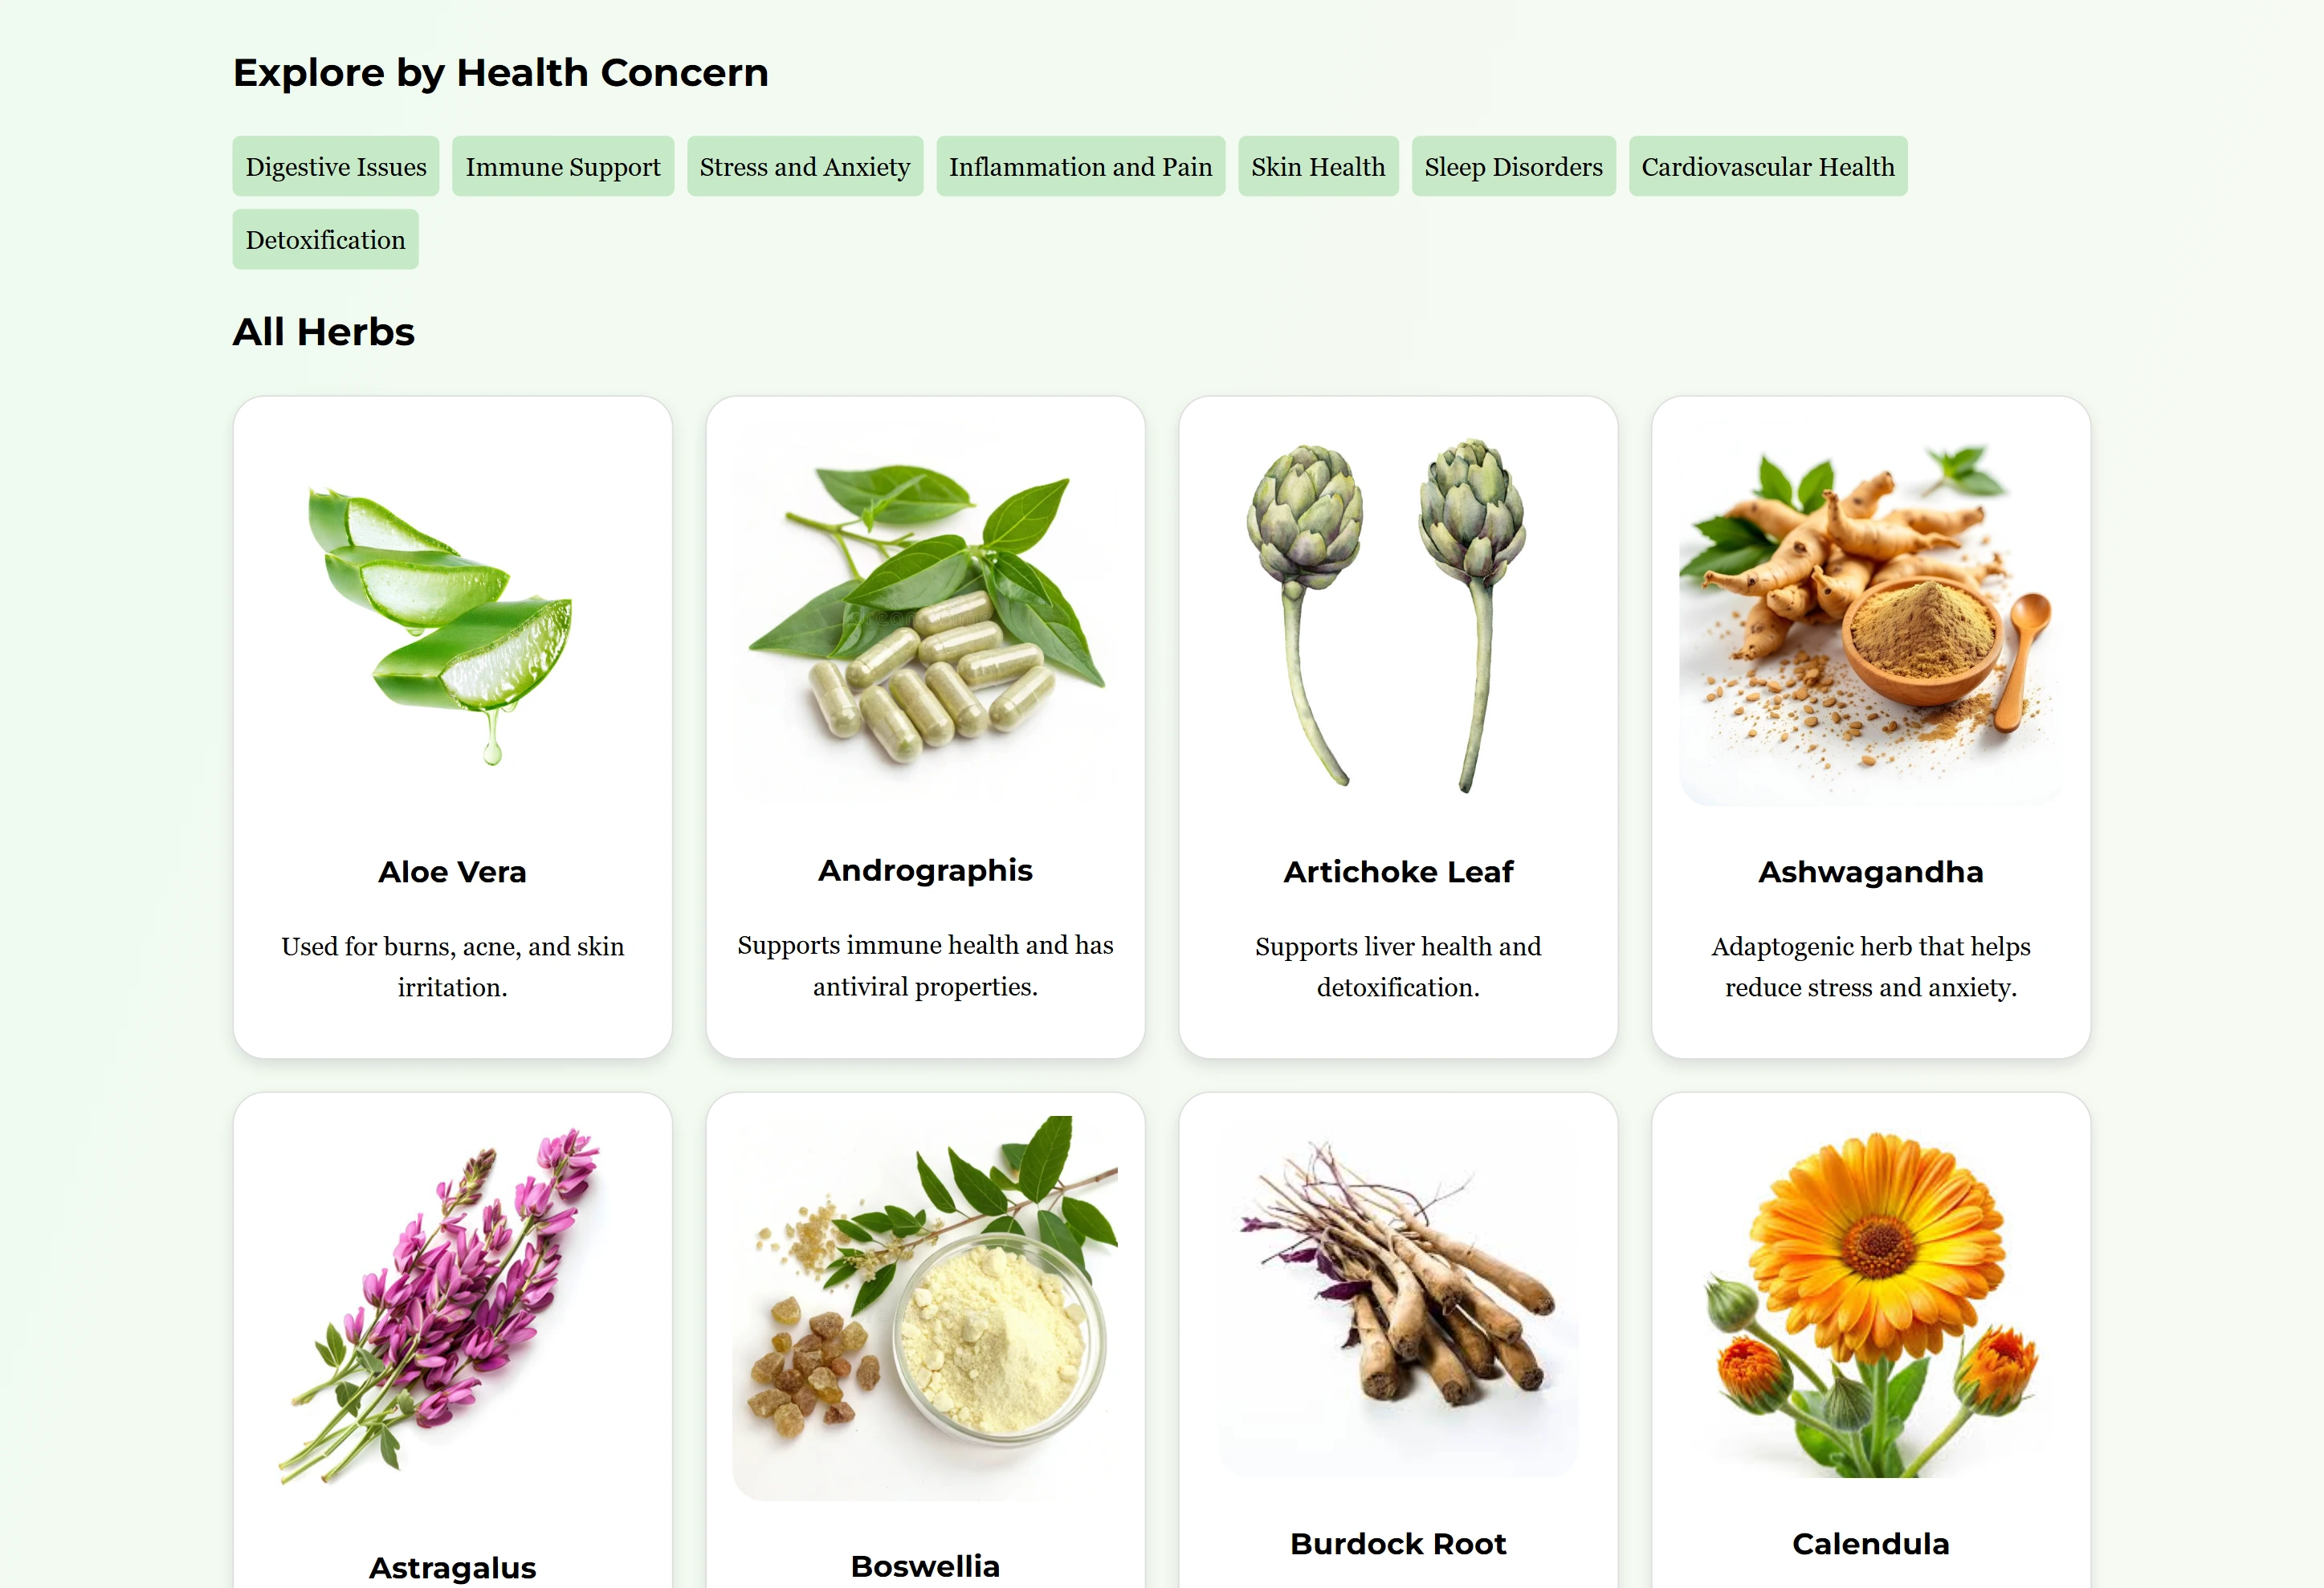 Explore by Health Concern
Digestive Issues
Immune Support
Stress and Anxiety
Inflammation and Pain
Skin Health
Sleep Disorders
Cardiovascular Health
Detoxification
All Herbs
Aloe Vera
Used for burns, acne, and skin
irritation.
Andrographis
Supports immune health and has
antiviral properties.
Artichoke Leaf
Supports liver health and
detoxification.
Ashwagandha
Adaptogenic herb that helps
reduce stress and anxiety.
Astragalus
Boswellia
Burdock Root
Calendula